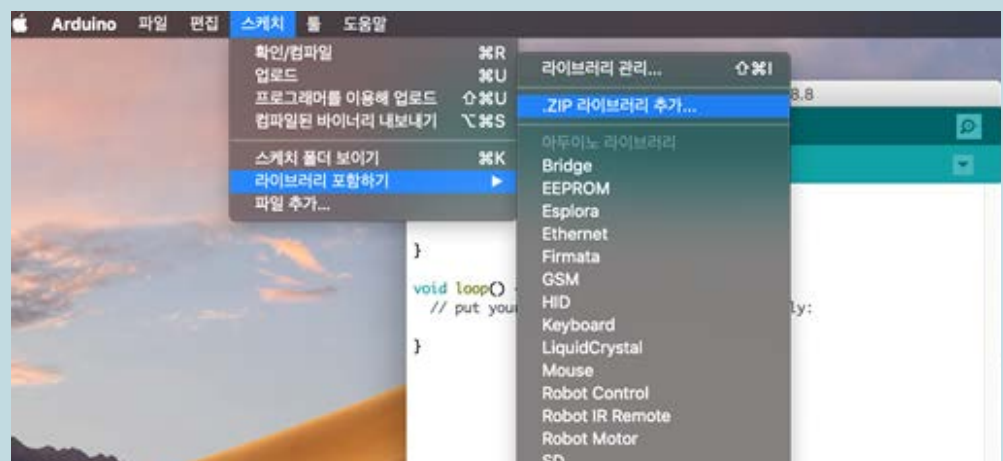 Arduino 파일 편집 스케치 툴 도움말
확인/컴파일 ⌘R
업로드 ⌘U
프로그래머를 이용해 업로드 ⇧⌘U
컴파일된 바이너리 내보내기 ⌥⌘S
스케치 폴더 보이기 ⌘K
라이브러리 포함하기 ▶
파일 추가...
라이브러리 관리... ⇧⌘I
.ZIP 라이브러리 추가...
아두이노 라이브러리
Bridge
EEPROM
Esplora
Ethernet
Firmata
GSM
HID
Keyboard
LiquidCrystal
Mouse
Robot Control
Robot IR Remote
Robot Motor
SD
8.8
}
void loop()
// put your ly:
}